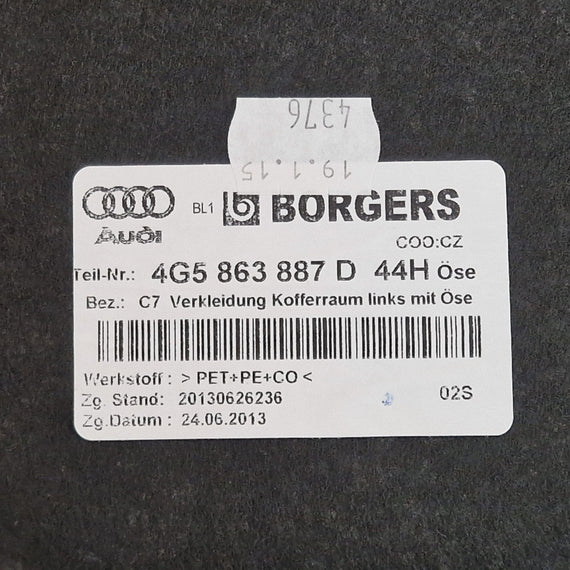 4376
19.1.15
Audi
BL1 BORGERS
COO:CZ
Teil-Nr.: 4G5 863 887 D 44H Öse
Bez.: C7 Verkleidung Kofferraum links mit Öse
Werkstoff : > PET+PE+CO <
Zg. Stand: 20130626236
02S
Zg.Datum : 24.06.2013